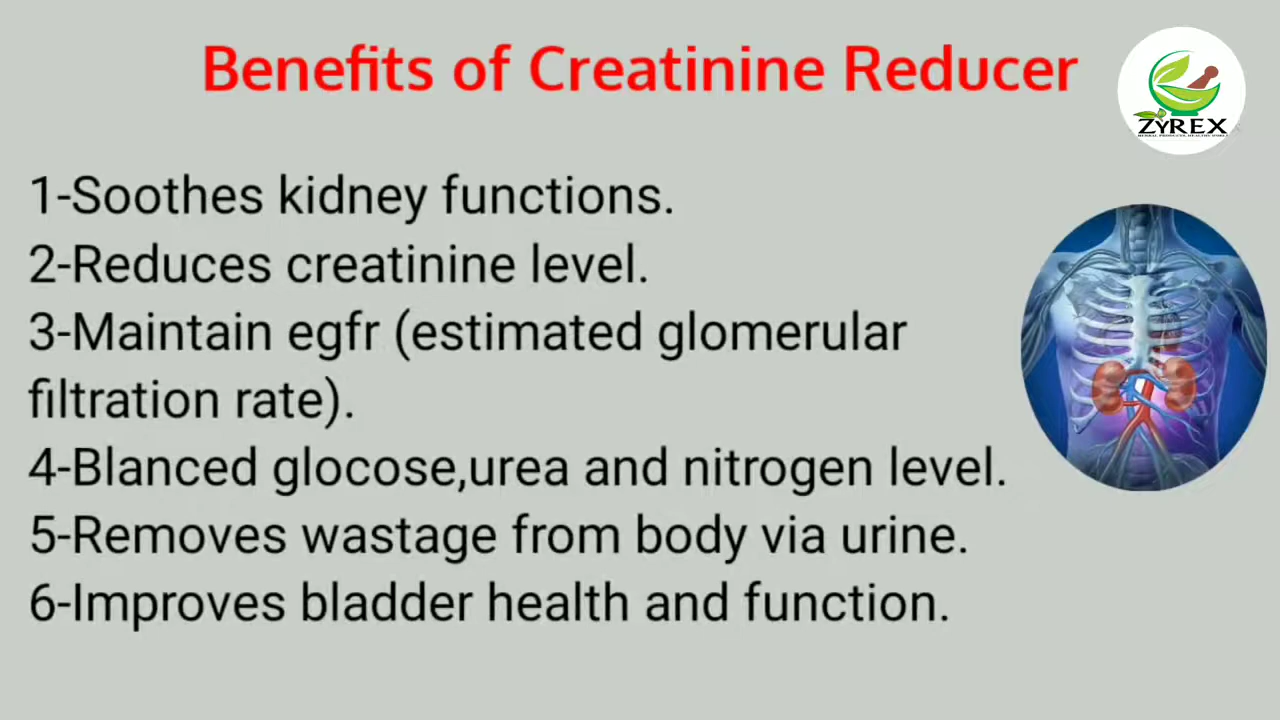 Benefits of Creatinine Reducer
ZYREX
1-Soothes kidney functions.
2-Reduces creatinine level.
3-Maintain egfr (estimated glomerular
filtration rate).
4-Blanced glocose,urea and nitrogen level.
5-Removes wastage from body via urine.
6-Improves bladder health and function.